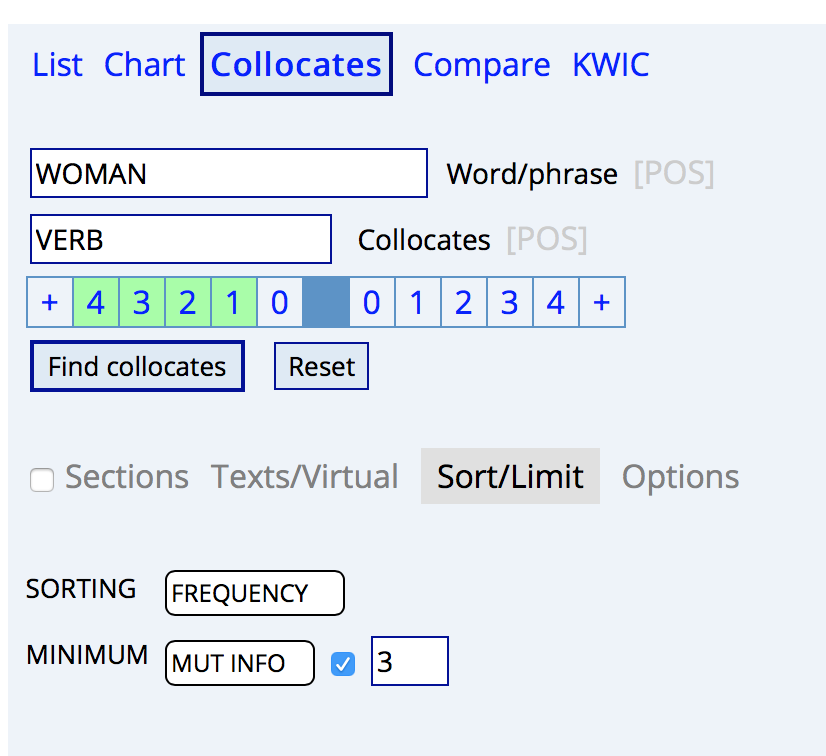 List Chart Collocates Compare KWIC
WOMAN Word/phrase [POS]
VERB Collocates [POS]
+ 4 3 2 1 0 0 1 2 3 4 +
Find collocates Reset
Sections Texts/Virtual Sort/Limit Options
SORTING FREQUENCY
MINIMUM MUT INFO 3